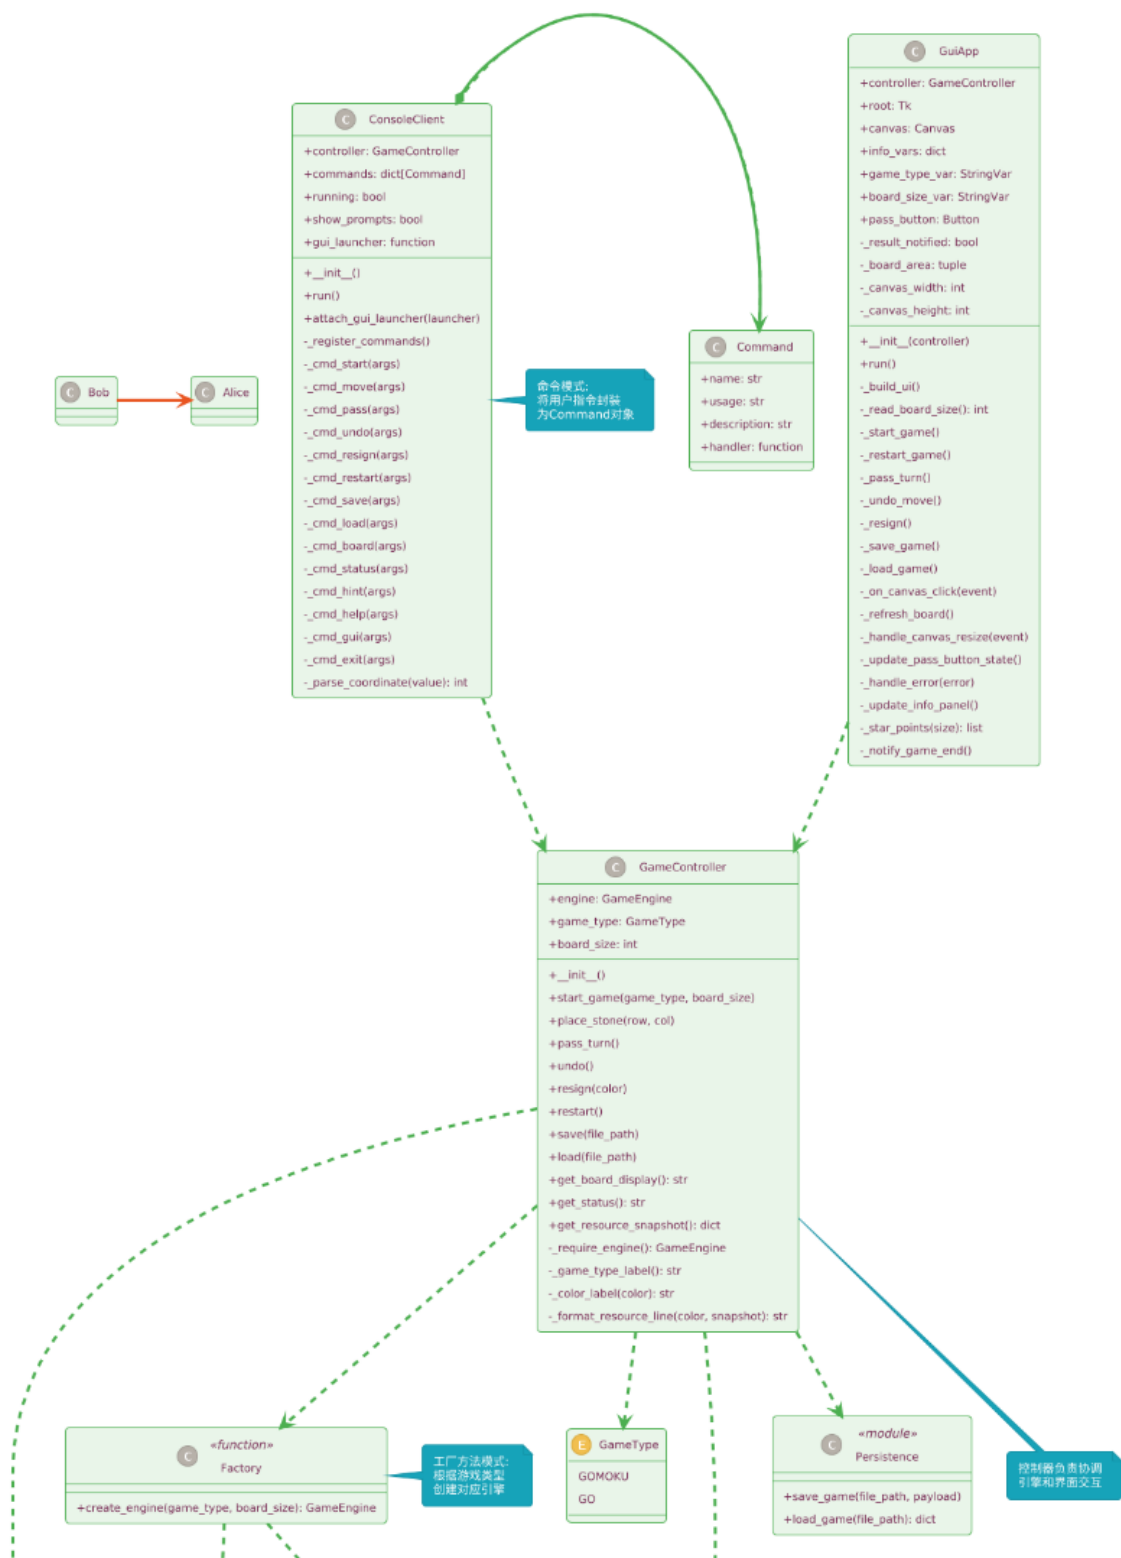 C
GuiApp
+controller: GameController
+root: Tk
+canvas: Canvas
+info_vars: dict
+game_type_var: StringVar
+board_size_var: StringVar
+pass_button: Button
-_result_notified: bool
-_board_area: tuple
-_canvas_width: int
-_canvas_height: int
+__init__(controller)
+run()
-_build_ui()
-_read_board_size(): int
-_start_game()
-_restart_game()
-_pass_turn()
-_undo_move()
-_resign()
-_save_game()
-_load_game()
-_on_canvas_click(event)
-_refresh_board()
-_handle_canvas_resize(event)
-_update_pass_button_state()
-_handle_error(error)
-_update_info_panel()
-_star_points(size): list
-_notify_game_end()
C
ConsoleClient
+controller: GameController
+commands: dict[Command]
+running: bool
+show_prompts: bool
+gui_launcher: function
+__init__()
+run()
+attach_gui_launcher(launcher)
-_register_commands()
-_cmd_start(args)
-_cmd_move(args)
-_cmd_pass(args)
-_cmd_undo(args)
-_cmd_resign(args)
-_cmd_restart(args)
-_cmd_save(args)
-_cmd_load(args)
-_cmd_board(args)
-_cmd_status(args)
-_cmd_hint(args)
-_cmd_help(args)
-_cmd_gui(args)
-_cmd_exit(args)
-_parse_coordinate(value): int
C
Bob
C
Alice
命令模式:
将用户指令封装
为Command对象
C
Command
+name: str
+usage: str
+description: str
+handler: function
C
GameController
+engine: GameEngine
+game_type: GameType
+board_size: int
+__init__()
+start_game(game_type, board_size)
+place_stone(row, col)
+pass_turn()
+undo()
+resign(color)
+restart()
+save(file_path)
+load(file_path)
+get_board_display(): str
+get_status(): str
+get_resource_snapshot(): dict
-_require_engine(): GameEngine
-_game_type_label(): str
-_color_label(color): str
-_format_resource_line(color, snapshot): str
C
«function»
Factory
+create_engine(game_type, board_size): GameEngine
工厂方法模式:
根据游戏类型
创建对应引擎
E
GameType
GOMOKU
GO
C
«module»
Persistence
+save_game(file_path, payload)
+load_game(file_path): dict
控制器负责协调
引擎和界面交互